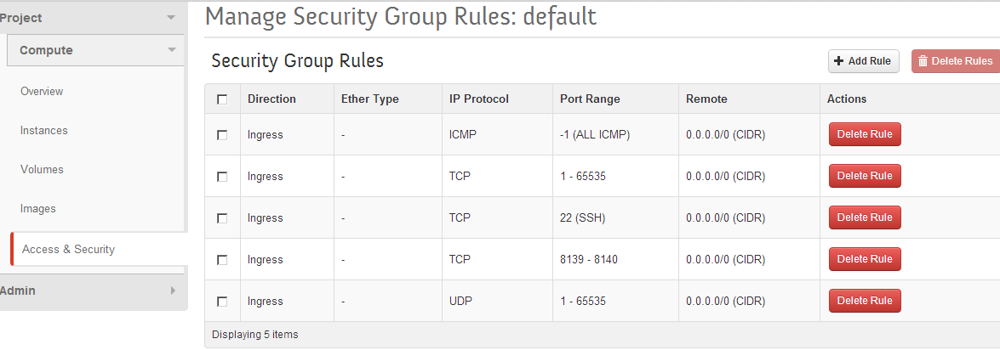 Project
Compute
Overview
Instances
Volumes
Images
Access & Security
Admin
Manage Security Group Rules: default
Security Group Rules
Add Rule
Delete Rules
Direction Ether Type IP Protocol Port Range Remote Actions
Ingress - ICMP -1 (ALL ICMP) 0.0.0.0/0 (CIDR) Delete Rule
Ingress - TCP 1 - 65535 0.0.0.0/0 (CIDR) Delete Rule
Ingress - TCP 22 (SSH) 0.0.0.0/0 (CIDR) Delete Rule
Ingress - TCP 8139 - 8140 0.0.0.0/0 (CIDR) Delete Rule
Ingress - UDP 1 - 65535 0.0.0.0/0 (CIDR) Delete Rule
Displaying 5 items